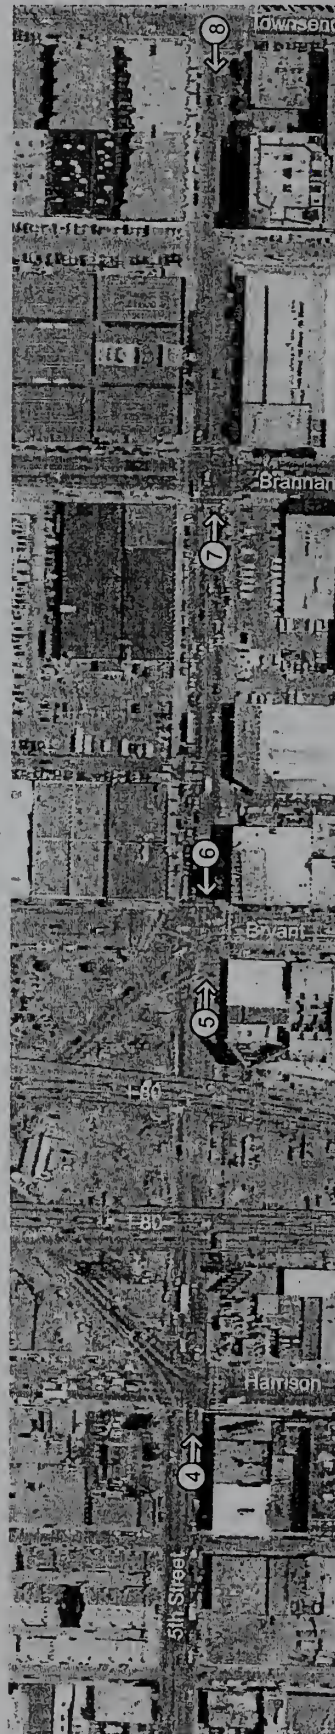 8
Townsend
Brannan
7
6
Bryant
5
I-80
I-80
Harrison
4
5th Street